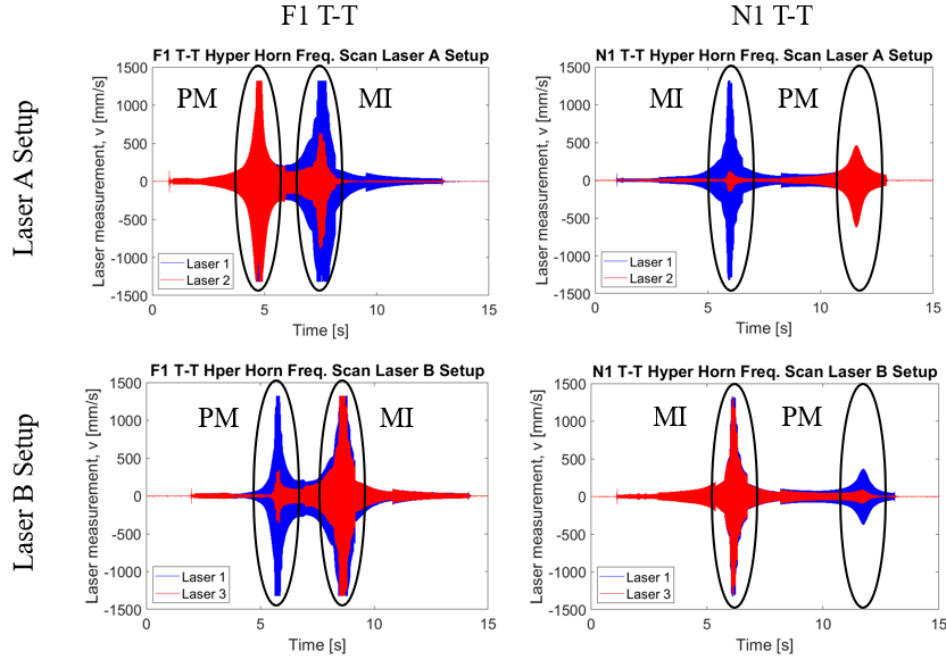 F1 T-T
N1 T-T
Laser A Setup
F1 T-T Hyper Horn Freq. Scan Laser A Setup
Laser measurement, v [mm/s]
1500
1000
500
0
-500
-1000
-1500
PM
MI
Laser 1
Laser 2
0
5
10
15
Time [s]
N1 T-T Hyper Horn Freq. Scan Laser A Setup
Laser measurement, v [mm/s]
1500
1000
500
0
-500
-1000
-1500
MI
PM
Laser 1
Laser 2
0
5
10
15
Time [s]
Laser B Setup
F1 T-T Hper Horn Freq. Scan Laser B Setup
Laser measurement, v [mm/s]
1500
1000
500
0
-500
-1000
-1500
PM
MI
Laser 1
Laser 3
0
5
10
15
Time [s]
N1 T-T Hyper Horn Freq. Scan Laser B Setup
Laser measurement, v [mm/s]
1500
1000
500
0
-500
-1000
-1500
MI
PM
Laser 1
Laser 3
0
5
10
15
Time [s]